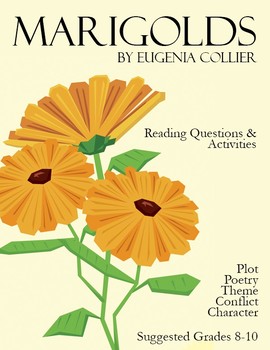 MARIGOLDS
BY EUGENIA COLLIER
Reading Questions &
Activities
Plot
Poetry
Theme
Conflict
Character
Suggested Grades 8-10